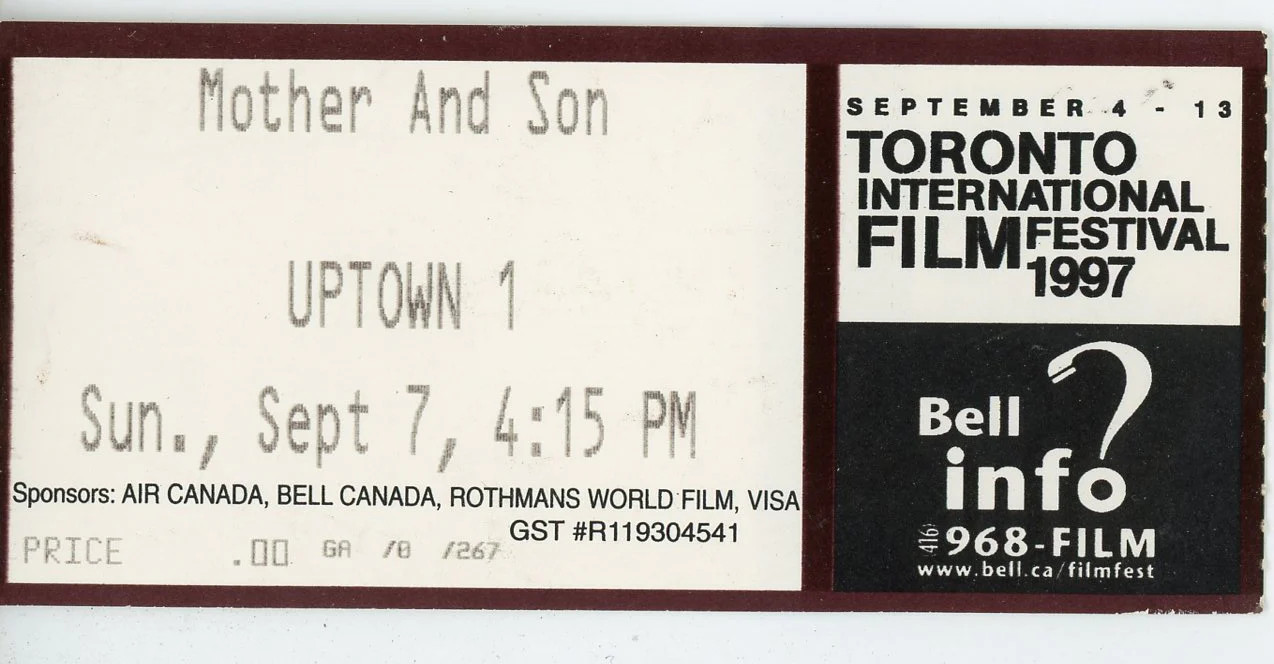 Mother And Son
UPTOWN 1
Sun., Sept 7, 4:15 PM
Sponsors: AIR CANADA, BELL CANADA, ROTHMANS WORLD FILM, VISA
GST #R119304541
PRICE .00 GA /0 /267
SEPTEMBER 4 - 13
TORONTO
INTERNATIONAL
FILM FESTIVAL
1997
Bell
info
(416) 968-FILM
www.bell.ca/filmfest